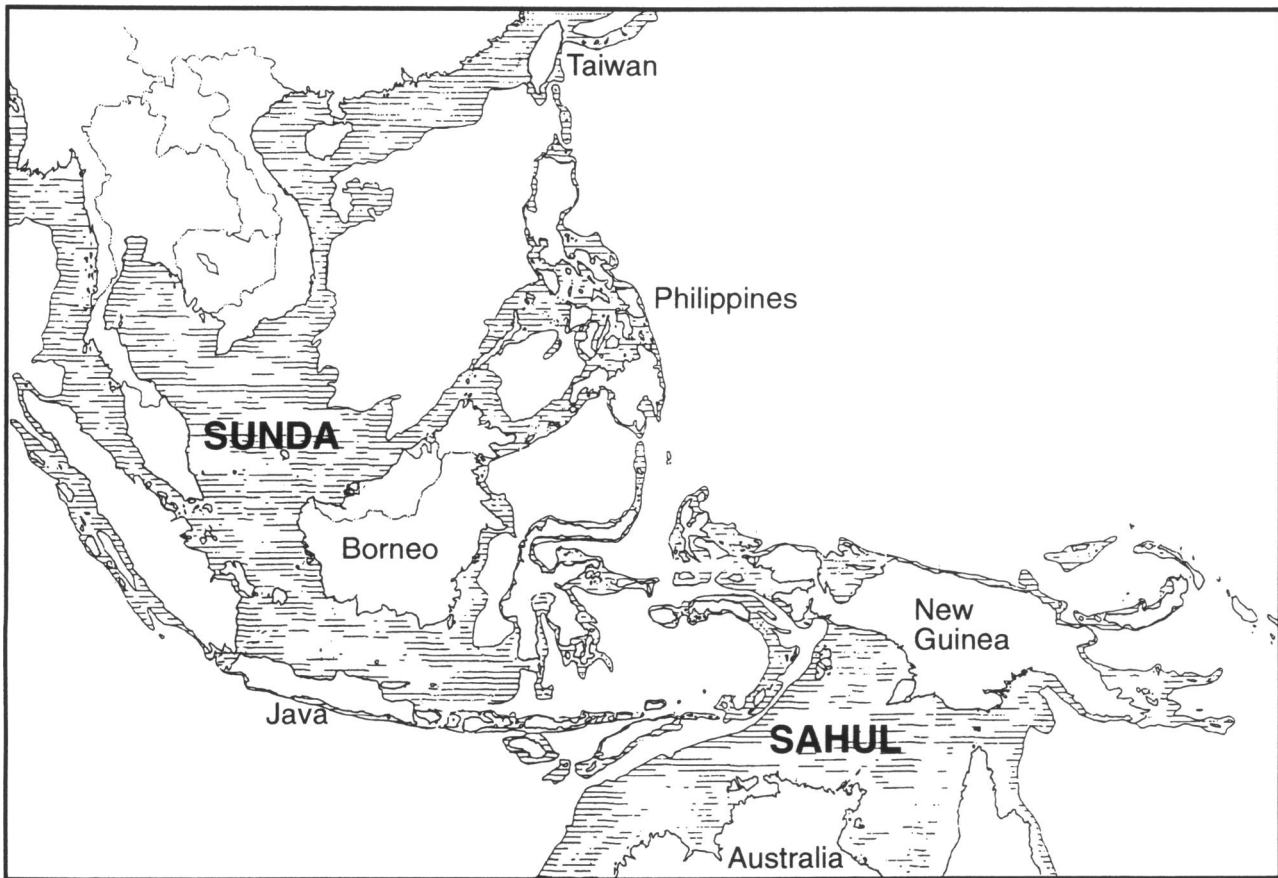 Taiwan
Philippines
SUNDA
Borneo
New
Guinea
Java
SAHUL
Australia